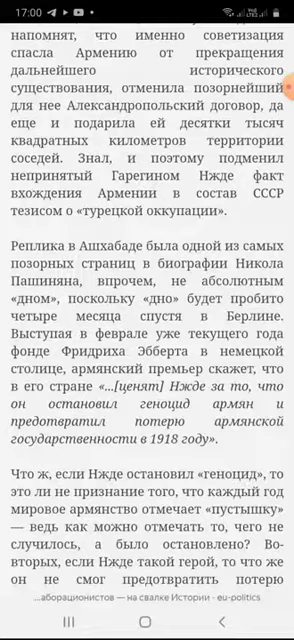 17:00
напомнят, что именно советизация
спасла Армению от прекращения
дальнейшего исторического
существования, отменила позорнейший
для нее Александропольский договор, да
еще и подарила ей десятки тысяч
квадратных километров территории
соседей. Знал, и поэтому подменил
непринятый Гарегином Нжде факт
вхождения Армении в состав СССР
тезисом о «турецкой оккупации».
Реплика в Ашхабаде была одной из самых
позорных страниц в биографии Никола
Пашиняна, впрочем, не абсолютным
«дном», поскольку «дно» будет пробито
четыре месяца спустя в Берлине.
Выступая в феврале уже текущего года
фонде Фридриха Эбберта в немецкой
столице, армянский премьер скажет, что
в его стране «...[ценят] Нжде за то, что
он остановил геноцид армян и
предотвратил потерю армянской
государственности в 1918 году».
Что ж, если Нжде остановил «геноцид», то
это ли не признание того, что каждый год
мировое армянство отмечает «пустышку»
— ведь как можно отмечать то, чего не
случилось, а было остановлено? Во-
вторых, если Нжде такой герой, то что же
он не смог предотвратить потерю
...аборационистов — на свалке Истории · eu-politics